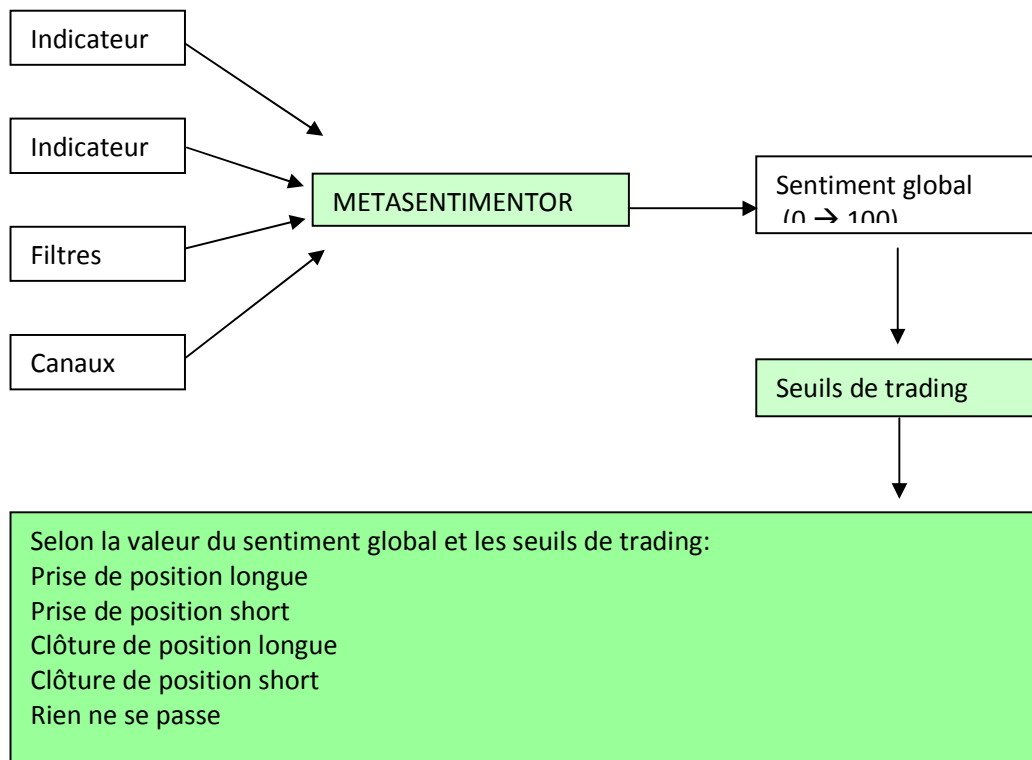 Indicateur
Indicateur
Filtres
Canaux
METASENTIMENTOR
Sentiment global
(0 → 100)
Seuils de trading
Selon la valeur du sentiment global et les seuils de trading:
Prise de position longue
Prise de position short
Clôture de position longue
Clôture de position short
Rien ne se passe